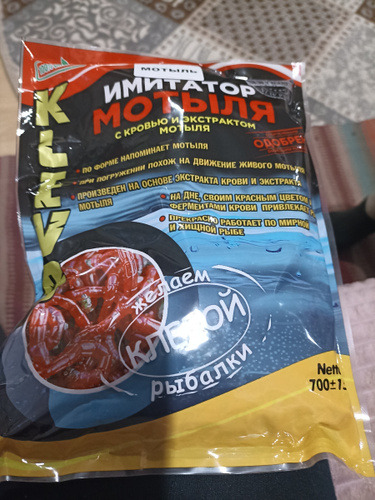 МОТЫЛЬ
ИМИТАТОР
МОТЫЛЯ
С КРОВЬЮ И ЭКСТРАКТОМ
МОТЫЛЯ
KLEVO
• ПО ФОРМЕ НАПОМИНАЕТ МОТЫЛЯ
• ПРИ ПОГРУЖЕНИИ ПОХОЖ НА ДВИЖЕНИЕ ЖИВОГО
• ПРОИЗВЕДЕН НА ОСНОВЕ ЭКСТРАКТА КРОВИ И ЭКСТРАКТА
МОТЫЛЯ
• НА ДНЕ, СВОИМ КРАСНЫМ ЦВЕТОМ
ФЕРМЕНТАМИ КРОВИ
• ПРЕКРАСНО РАБОТАЕТ ПО МИРНОЙ
И ХИЩНОЙ РЫБЕ
желаем
КЛЁВОЙ
рыбалки
Nett
700±